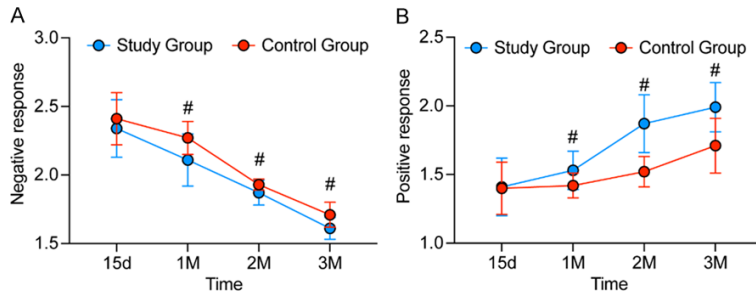 A
Study Group
Control Group
Negative response
3.0
2.5
2.0
1.5
#
#
#
15d
1M
2M
3M
Time
B
Study Group
Control Group
Positive response
2.5
2.0
1.5
1.0
#
#
#
15d
1M
2M
3M
Time